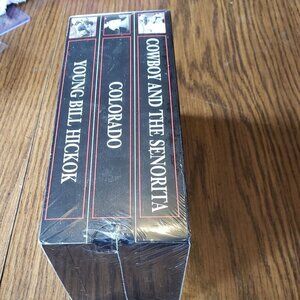 YOUNG BILL HICKOK
COLORADO
COWBOY AND THE SENORITA